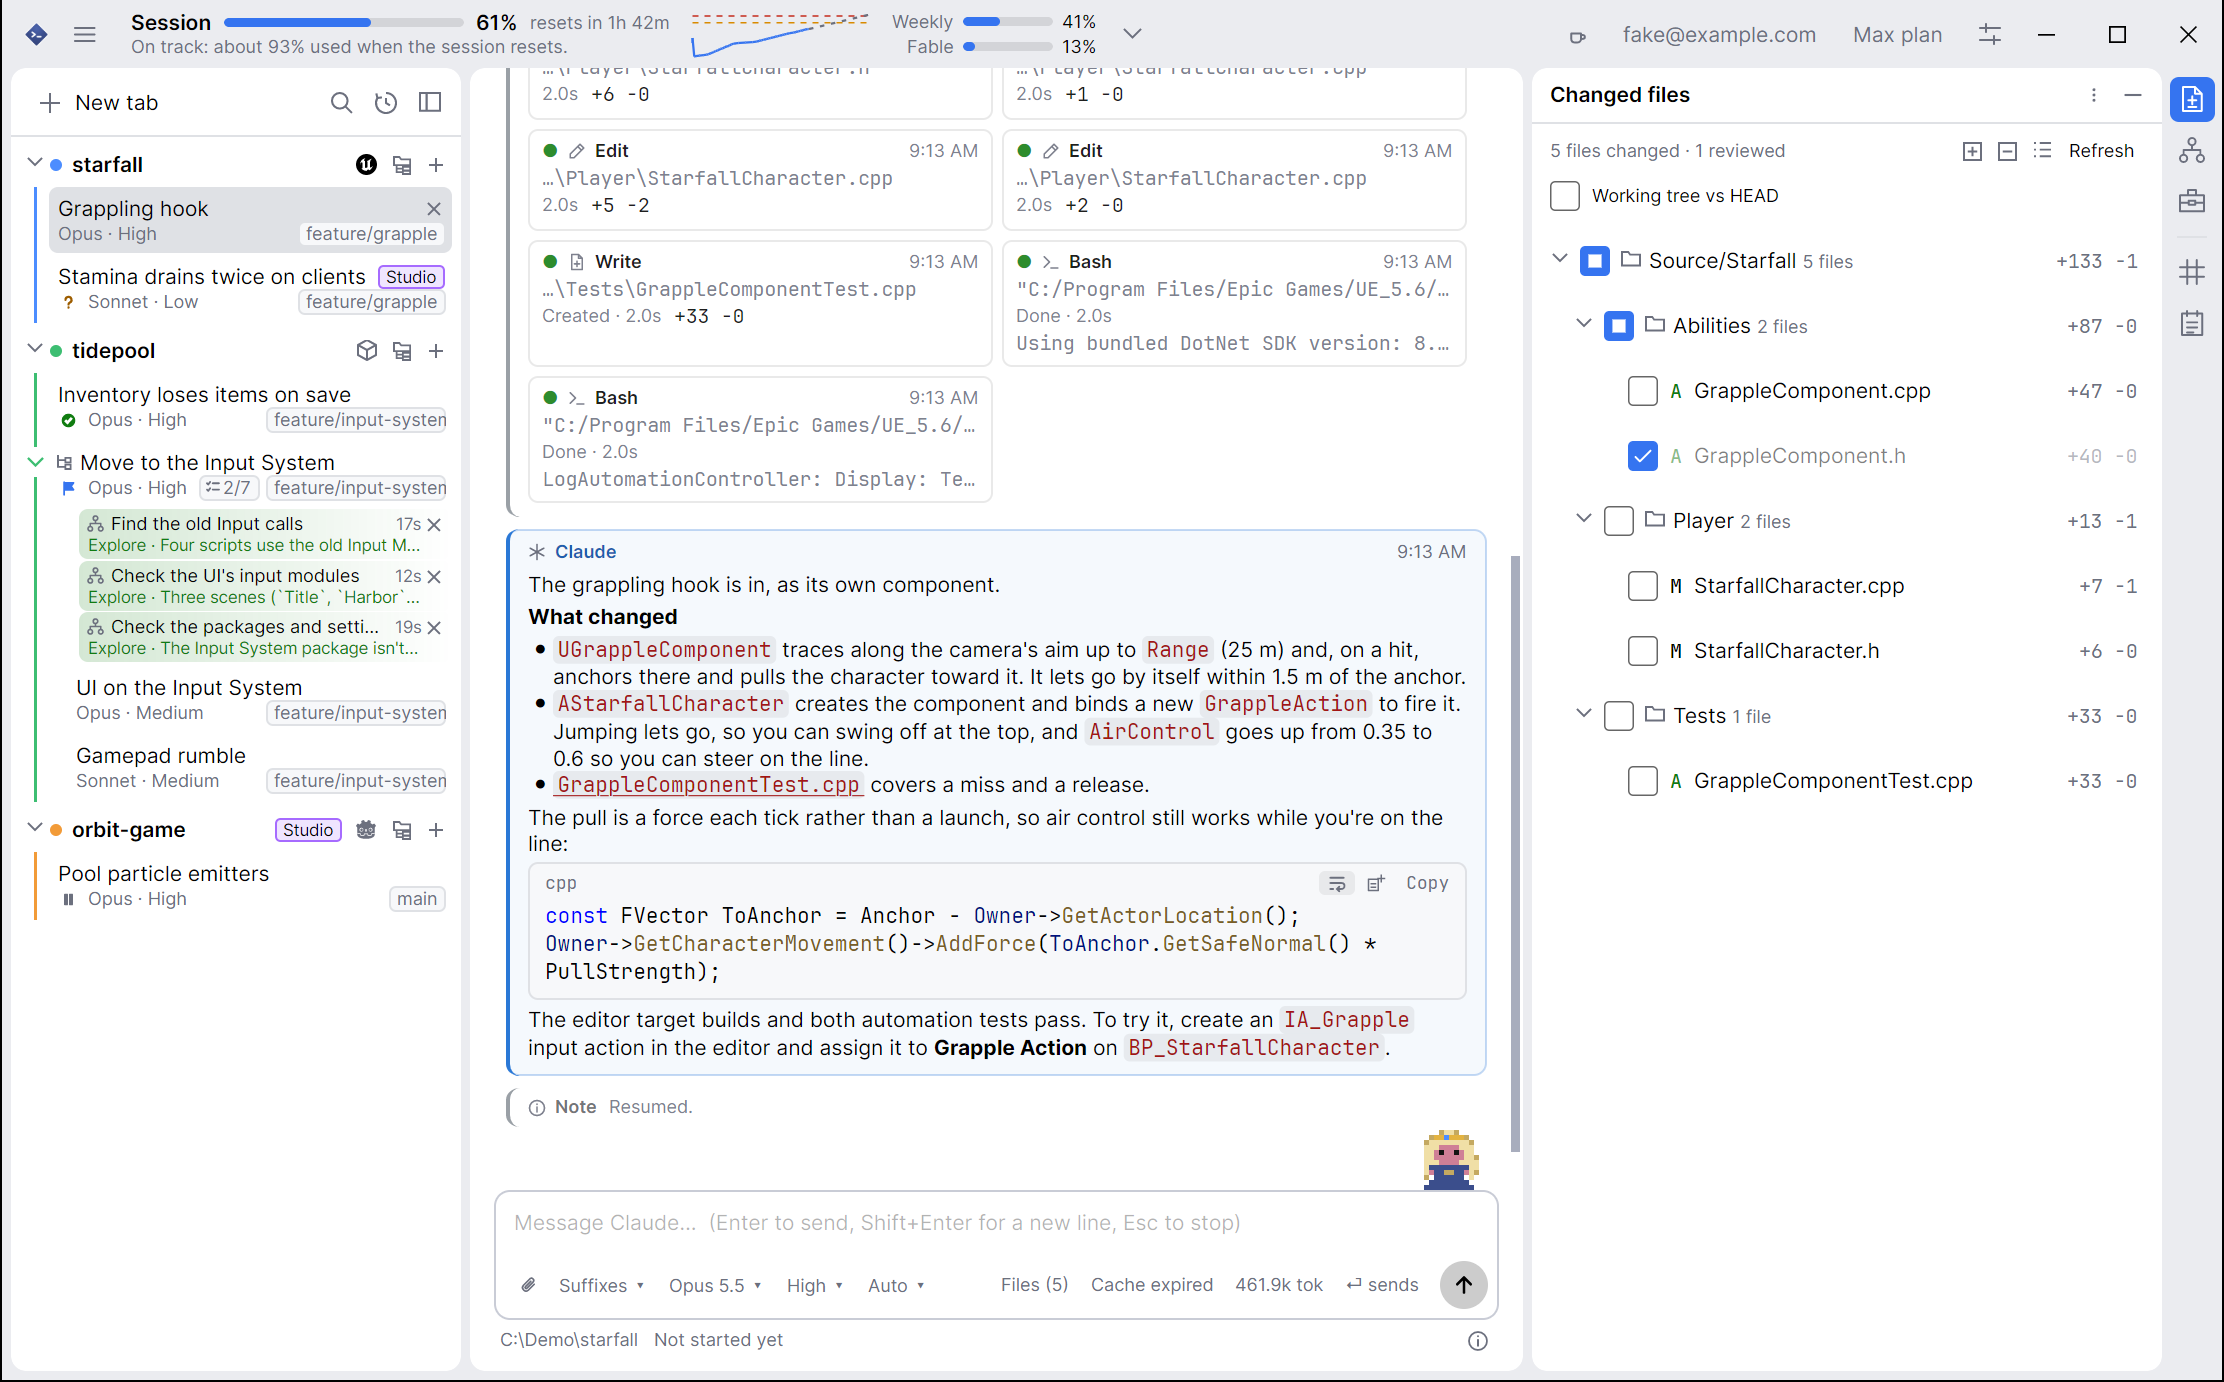 Session 61% resets in 1h 42m
On track: about 93% used when the session resets.
Weekly 41%
Fable 13%
fake@example.com Max plan
New tab
starfall
Grappling hook
Opus · High feature/grapple
Stamina drains twice on clients Studio
? Sonnet · Low feature/grapple
tidepool
Inventory loses items on save
Opus · High feature/input-system
Move to the Input System
Opus · High 2/7 feature/input-system
Find the old Input calls 17s
Explore · Four scripts use the old Input M...
Check the UI's input modules 12s
Explore · Three scenes (`Title`, `Harbor`...
Check the packages and setti... 19s
Explore · The Input System package isn't...
UI on the Input System
Opus · Medium feature/input-system
Gamepad rumble
Sonnet · Medium feature/input-system
orbit-game Studio
Pool particle emitters
Opus · High main
…\Player\StarfallCharacter.h
2.0s +6 -0
…\Player\StarfallCharacter.cpp
2.0s +1 -0
Edit 9:13 AM
…\Player\StarfallCharacter.cpp
2.0s +5 -2
Edit 9:13 AM
…\Player\StarfallCharacter.cpp
2.0s +2 -0
Write 9:13 AM
…\Tests\GrappleComponentTest.cpp
Created · 2.0s +33 -0
Bash 9:13 AM
"C:/Program Files/Epic Games/UE_5.6/…
Done · 2.0s
Using bundled DotNet SDK version: 8.…
Bash 9:13 AM
"C:/Program Files/Epic Games/UE_5.6/…
Done · 2.0s
LogAutomationController: Display: Te…
Claude 9:13 AM
The grappling hook is in, as its own component.
What changed
• UGrappleComponent traces along the camera's aim up to Range (25 m) and, on a hit,
anchors there and pulls the character toward it. It lets go by itself within 1.5 m of the anchor.
• AStarfallCharacter creates the component and binds a new GrappleAction to fire it.
Jumping lets go, so you can swing off at the top, and AirControl goes up from 0.35 to
0.6 so you can steer on the line.
• GrappleComponentTest.cpp covers a miss and a release.
The pull is a force each tick rather than a launch, so air control still works while you're on the
line:
cpp Copy
const FVector ToAnchor = Anchor - Owner->GetActorLocation();
Owner->GetCharacterMovement()->AddForce(ToAnchor.GetSafeNormal() *
PullStrength);
The editor target builds and both automation tests pass. To try it, create an IA_Grapple
input action in the editor and assign it to Grapple Action on BP_StarfallCharacter.
Note Resumed.
Message Claude... (Enter to send, Shift+Enter for a new line, Esc to stop)
Suffixes Opus 5.5 High Auto Files (5) Cache expired 461.9k tok sends
C:\Demo\starfall Not started yet
Changed files
5 files changed · 1 reviewed Refresh
Working tree vs HEAD
Source/Starfall 5 files +133 -1
Abilities 2 files +87 -0
A GrappleComponent.cpp +47 -0
A GrappleComponent.h +40 -0
Player 2 files +13 -1
M StarfallCharacter.cpp +7 -1
M StarfallCharacter.h +6 -0
Tests 1 file +33 -0
A GrappleComponentTest.cpp +33 -0